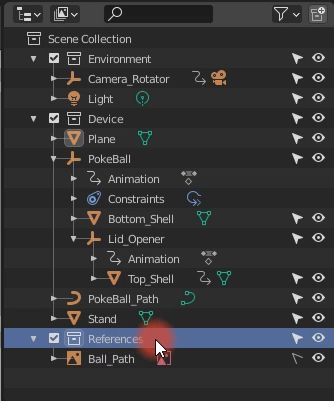 Scene Collection
Environment
Camera_Rotator
Light
Device
Plane
PokeBall
Animation
Constraints
Bottom_Shell
Lid_Opener
Animation
Top_Shell
PokeBall_Path
Stand
References
Ball_Path